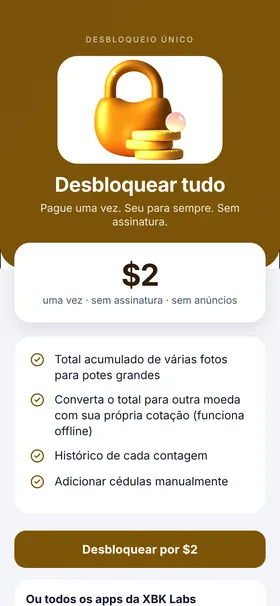 DESBLOQUEIO ÚNICO
Desbloquear tudo
Pague uma vez. Seu para sempre. Sem
assinatura.
$2
uma vez · sem assinatura · sem anúncios
Total acumulado de várias fotos
para potes grandes
Converta o total para outra moeda
com sua própria cotação (funciona
offline)
Histórico de cada contagem
Adicionar cédulas manualmente
Desbloquear por $2
Ou todos os apps da XBK Labs